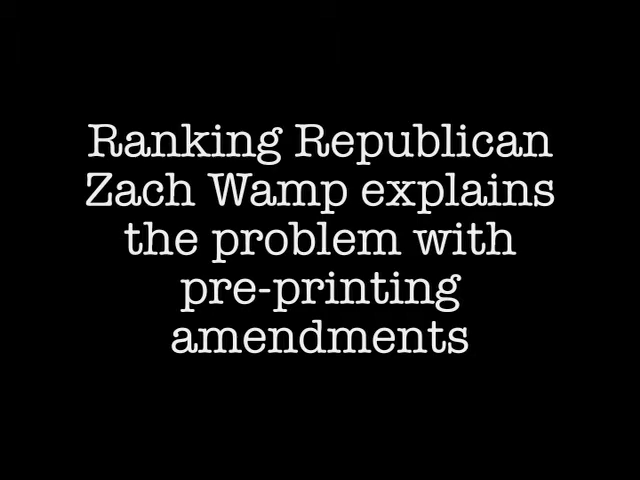 Ranking Republican
Zach Wamp explains
the problem with
pre-printing
amendments